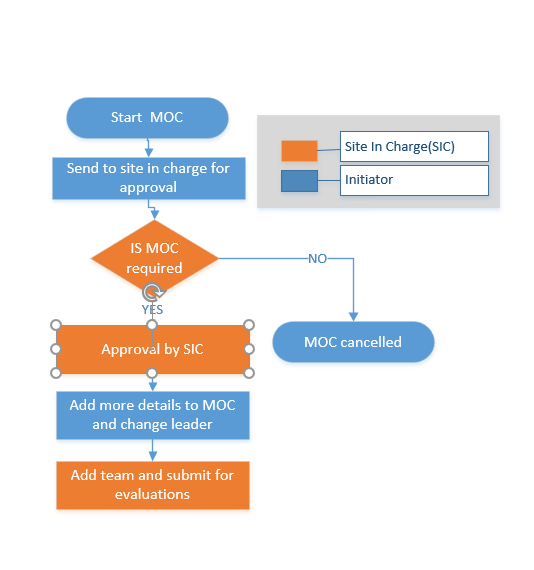 Start MOC
Send to site in charge for
approval
Site In Charge(SIC)
Initiator
IS MOC
required
NO
YES
Approval by SIC
MOC cancelled
Add more details to MOC
and change leader
Add team and submit for
evaluations